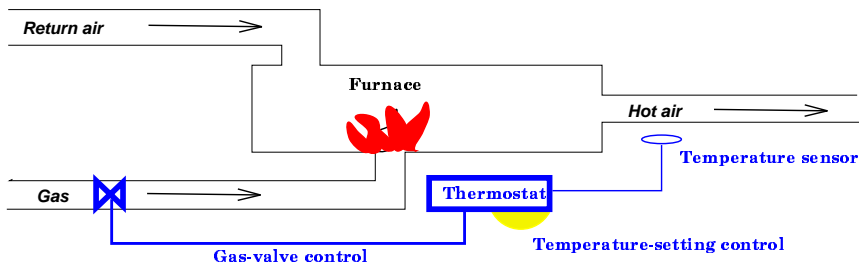 Return air
Furnace
Hot air
Temperature sensor
Gas
Thermostat
Temperature-setting control
Gas-valve control